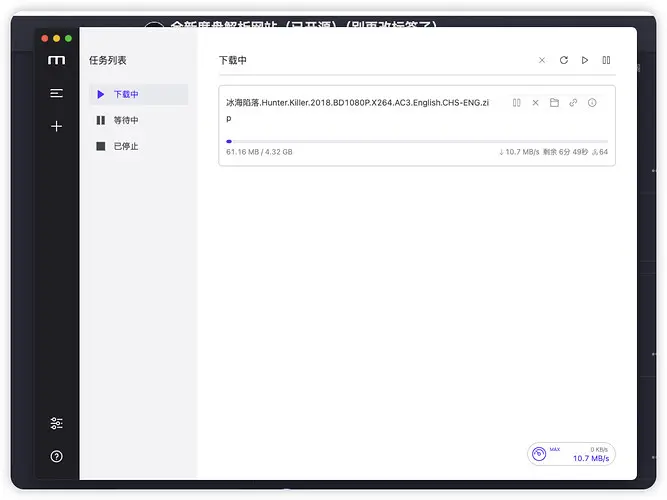 全新度盘解析网站（已开源）（别再改标签了）
m
任务列表
下载中
等待中
已停止
下载中
冰海陷落.Hunter.Killer.2018.BD1080P.X264.AC3.English.CHS-ENG.zi
p
61.16 MB / 4.32 GB
↓ 10.7 MB/s 剩余 6分 49秒 64
MAX
0 KB/s
10.7 MB/s